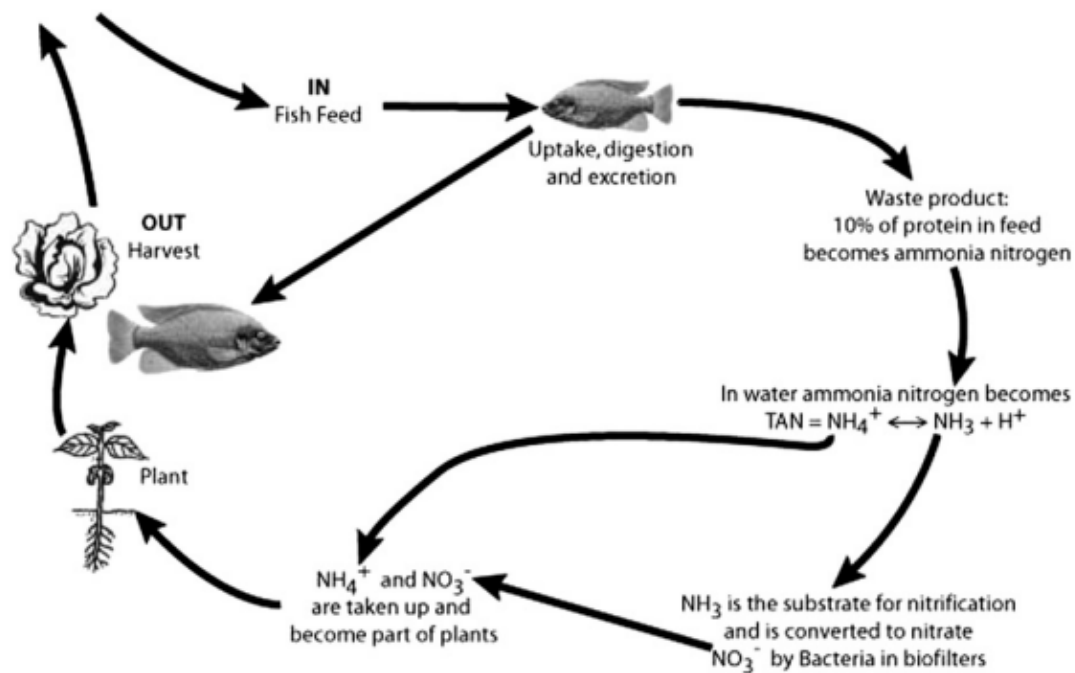 IN
Fish Feed
Uptake, digestion
and excretion
Waste product:
10% of protein in feed
becomes ammonia nitrogen
OUT
Harvest
In water ammonia nitrogen becomes
TAN = NH₄⁺ ↔ NH₃ + H⁺
Plant
NH₄⁺ and NO₃⁻
are taken up and
become part of plants
NH₃ is the substrate for nitrification
and is converted to nitrate
NO₃⁻ by Bacteria in biofilters